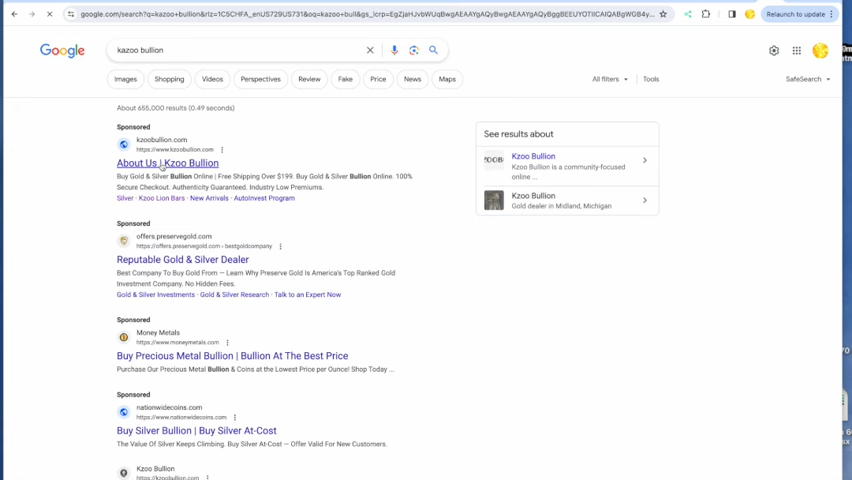 google.com/search?q=kazoo+bullion&rlz=1C5CHFA_enUS729US731&oq=kazoo+bull&gs_lcrp=
Relaunch to update
Google
kazoo bullion
Images
Shopping
Videos
Perspectives
Review
Fake
Price
News
Maps
All filters
Tools
SafeSearch
About 655,000 results (0.49 seconds)
Sponsored
kzoobullion.com
https://www.kzoobullion.com
About Us | Kzoo Bullion
Buy Gold & Silver Bullion Online | Free Shipping Over $199. Buy Gold & Silver Bullion Online. 100%
Secure Checkout. Authenticity Guaranteed. Industry Low Premiums.
Silver · Kzoo Lion Bars · New Arrivals · AutoInvest Program
See results about
Kzoo Bullion
Kzoo Bullion is a community-focused
online ...
Kzoo Bullion
Gold dealer in Midland, Michigan
Sponsored
offers.preservegold.com
https://offers.preservegold.com › bestgoldcompany
Reputable Gold & Silver Dealer
Best Company To Buy Gold From — Learn Why Preserve Gold Is America's Top Ranked Gold
Investment Company. No Hidden Fees.
Gold & Silver Investments · Gold & Silver Research · Talk to an Expert Now
Sponsored
Money Metals
https://www.moneymetals.com
Buy Precious Metal Bullion | Bullion At The Best Price
Purchase Our Precious Metal Bullion & Coins at the Lowest Price per Ounce! Shop Today ...
Sponsored
nationwidecoins.com
https://www.nationwidecoins.com
Buy Silver Bullion | Buy Silver At-Cost
The Value Of Silver Keeps Climbing. Buy Silver At-Cost — Offer Valid For New Customers.
Kzoo Bullion
https://kzoobullion.com